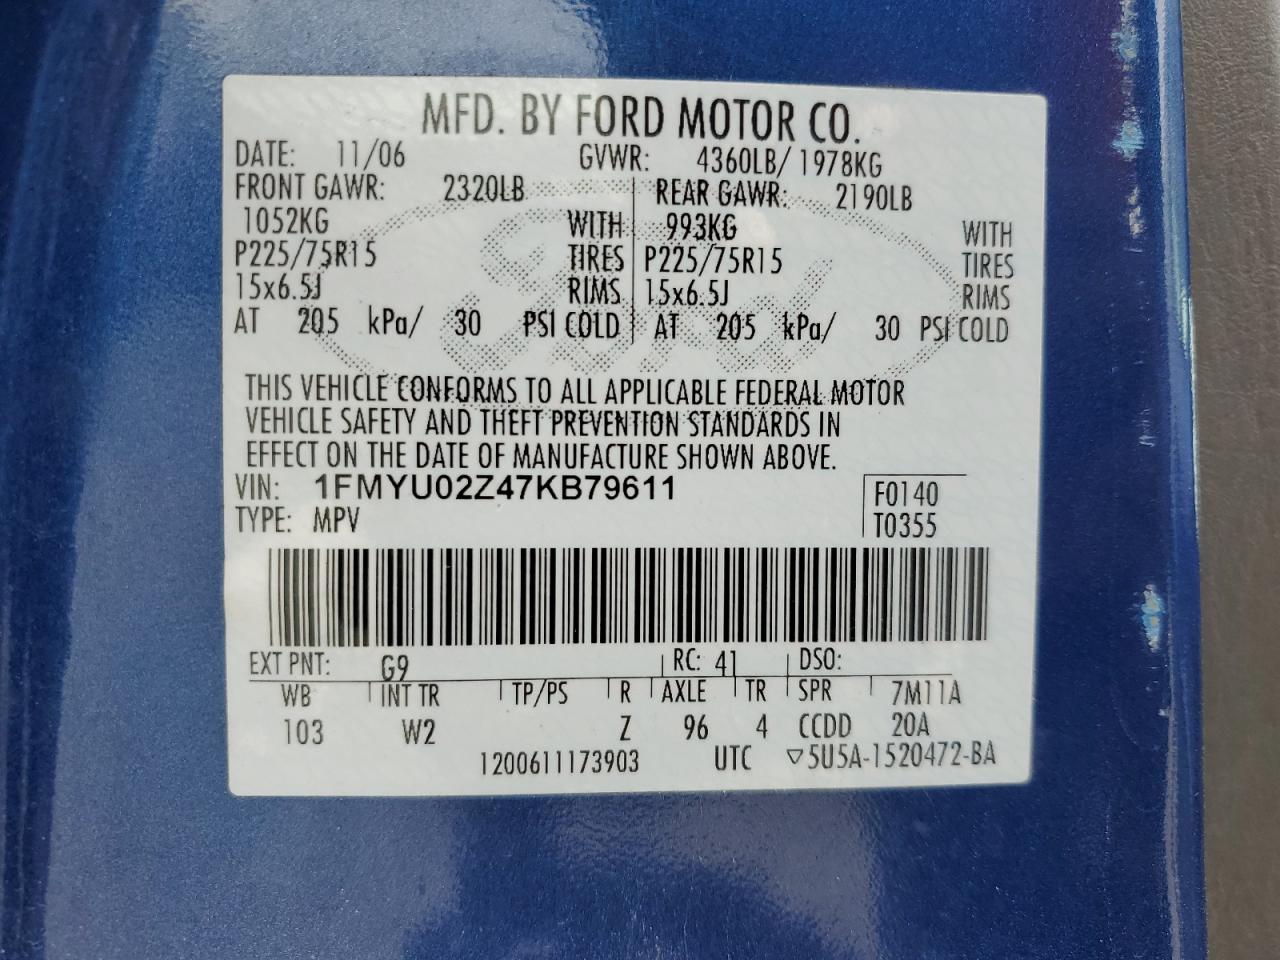 MFD. BY FORD MOTOR CO.
DATE: 11/06 GVWR: 4360LB/ 1978KG
FRONT GAWR: 2320LB REAR GAWR: 2190LB
1052KG WITH 993KG WITH
P225/75R15 TIRES P225/75R15 TIRES
15x6.5J RIMS 15x6.5J RIMS
AT 205 kPa/ 30 PSI COLD AT 205 kPa/ 30 PSI COLD
THIS VEHICLE CONFORMS TO ALL APPLICABLE FEDERAL MOTOR
VEHICLE SAFETY AND THEFT PREVENTION STANDARDS IN
EFFECT ON THE DATE OF MANUFACTURE SHOWN ABOVE.
VIN: 1FMYU02Z47KB79611 F0140
TYPE: MPV T0355
EXT PNT: G9 RC: 41 DSO:
WB INT TR TP/PS R AXLE TR SPR 7M11A
103 W2 Z 96 4 CCDD 20A
1200611173903 UTC ▽5U5A-1520472-BA
Ford